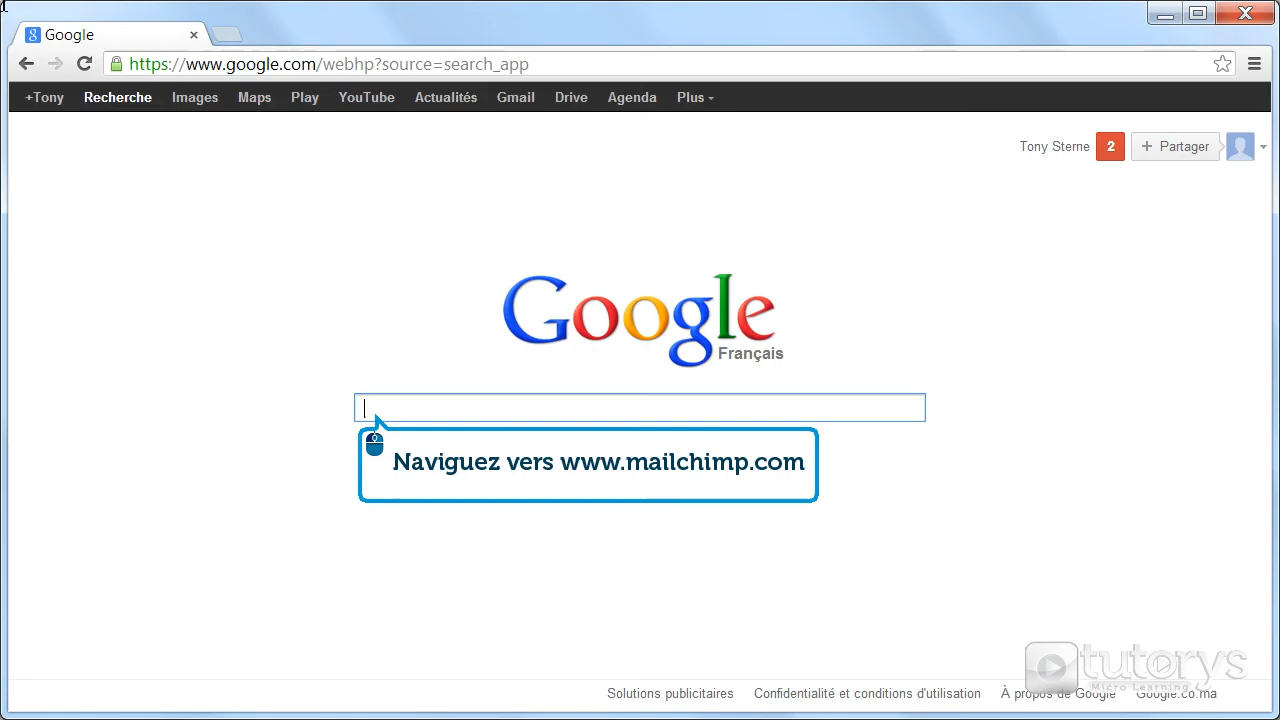 Google
https://www.google.com/webhp?source=search_app
+Tony Recherche Images Maps Play YouTube Actualités Gmail Drive Agenda Plus
Tony Sterne 2 + Partager
Google
Français
Naviguez vers www.mailchimp.com
tutorys
Micro Learning
Solutions publicitaires Confidentialité et conditions d'utilisation À propos de Google Google.co.ma